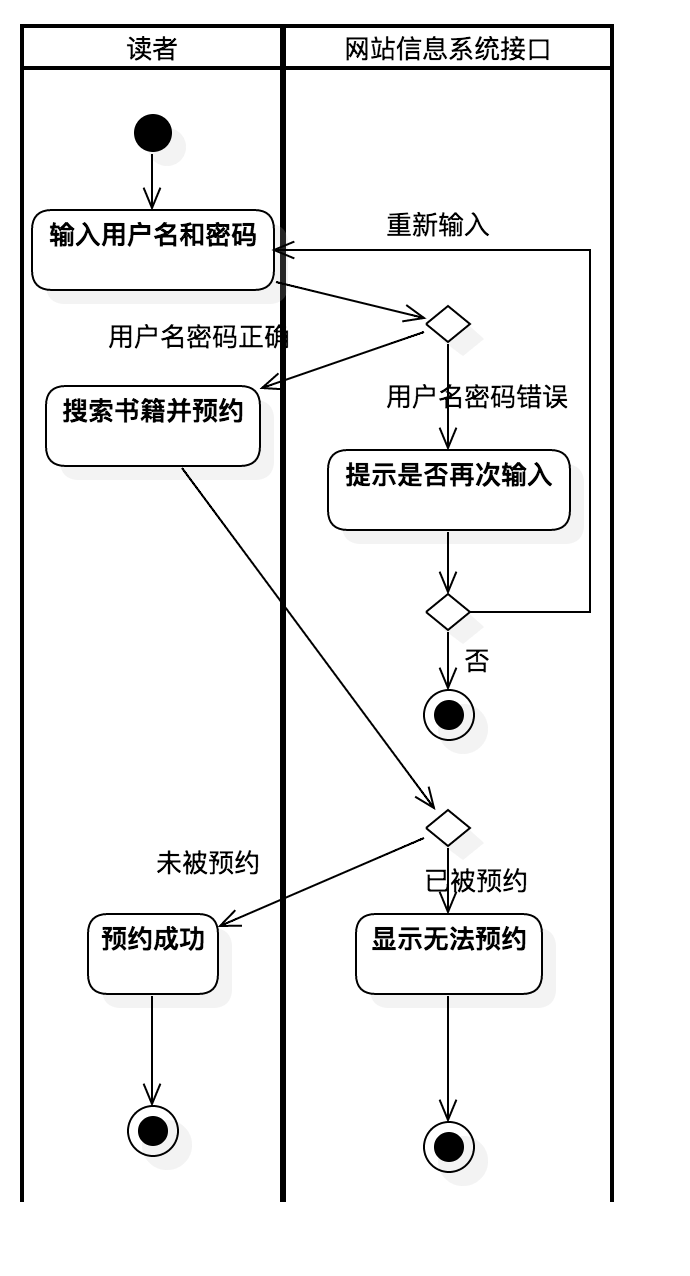 读者
网站信息系统接口
输入用户名和密码
重新输入
用户名密码正确
用户名密码错误
搜索书籍并预约
提示是否再次输入
否
未被预约
已被预约
预约成功
显示无法预约